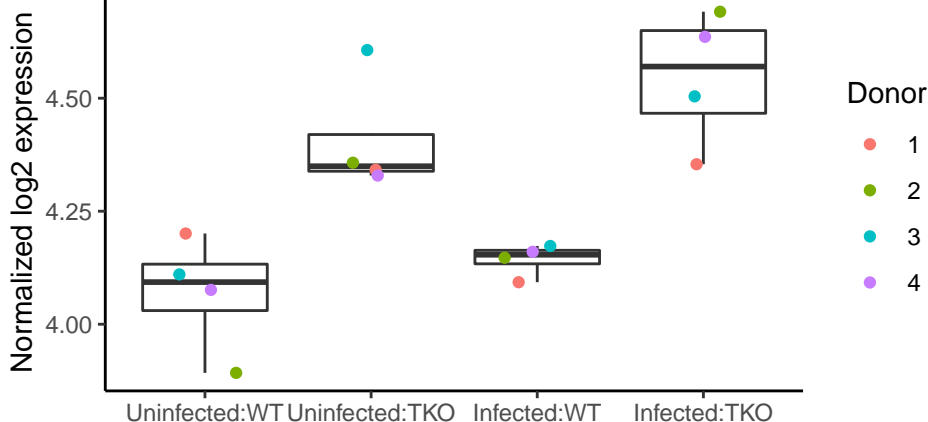 Normalized log2 expression
4.50
4.25
4.00
Uninfected:WT
Uninfected:TKO
Infected:WT
Infected:TKO
Donor
1
2
3
4